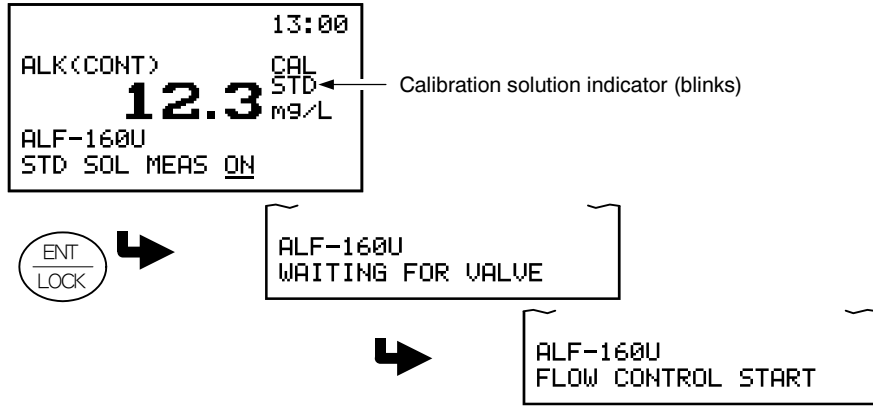 13:00
ALK(CONT) CAL
STD
12.3 mg/L
Calibration solution indicator (blinks)
ALF-160U
STD SOL MEAS ON
ENT
LOCK
ALF-160U
WAITING FOR VALVE
ALF-160U
FLOW CONTROL START